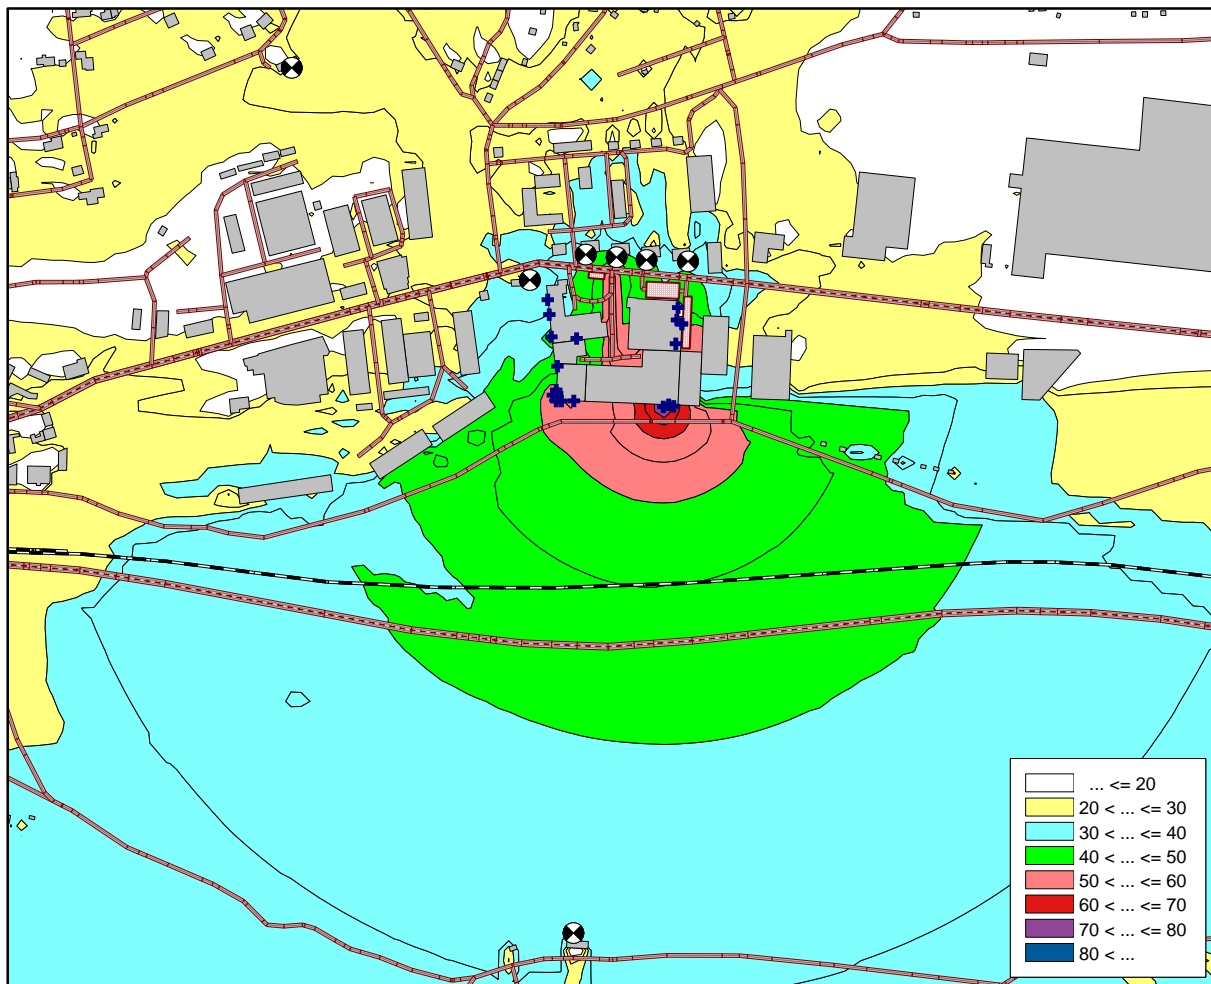 ... <= 20
20 < ... <= 30
30 < ... <= 40
40 < ... <= 50
50 < ... <= 60
60 < ... <= 70
70 < ... <= 80
80 < ...